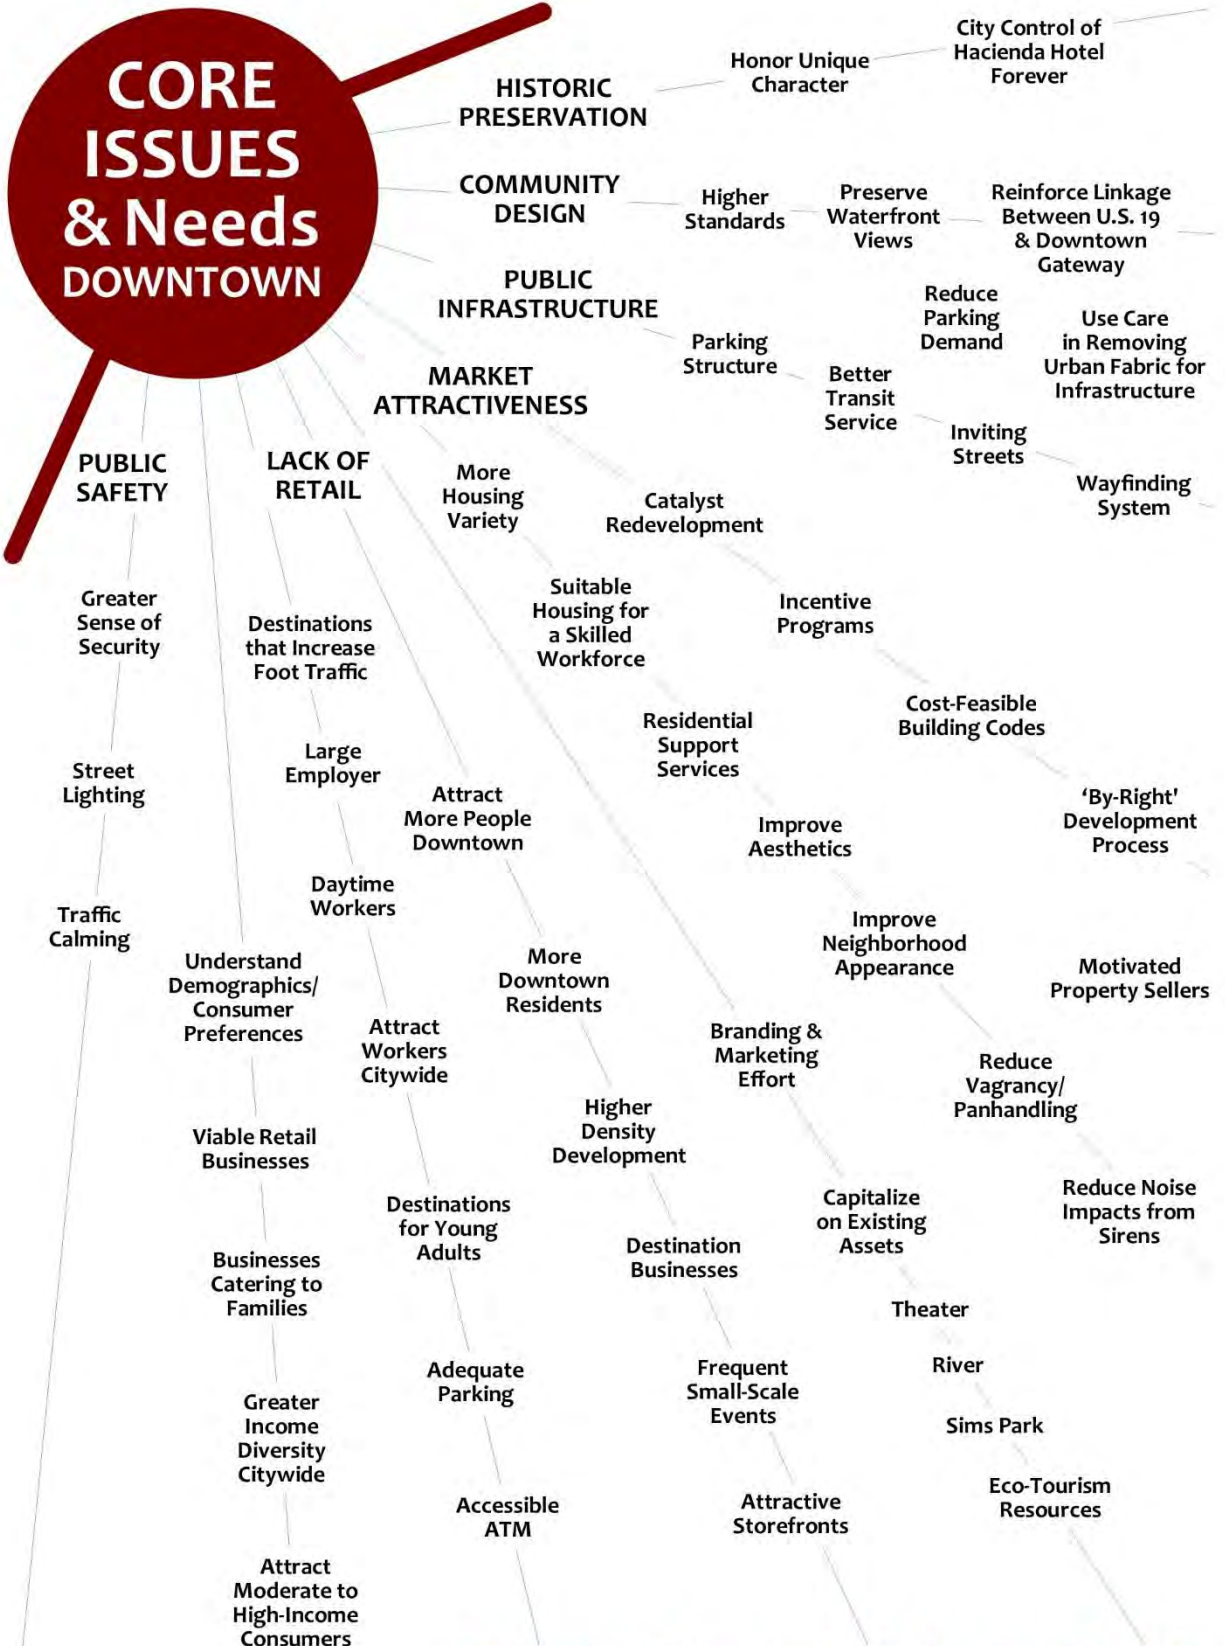 CORE
ISSUES
& Needs
DOWNTOWN
HISTORIC
PRESERVATION
Honor Unique
Character
City Control of
Hacienda Hotel
Forever
COMMUNITY
DESIGN
Higher
Standards
Preserve
Waterfront
Views
Reinforce Linkage
Between U.S. 19
& Downtown
Gateway
PUBLIC
INFRASTRUCTURE
Parking
Structure
Reduce
Parking
Demand
Better
Transit
Service
Use Care
in Removing
Urban Fabric for
Infrastructure
Inviting
Streets
Wayfinding
System
MARKET
ATTRACTIVENESS
Catalyst
Redevelopment
Incentive
Programs
Cost-Feasible
Building Codes
‘By-Right'
Development
Process
Motivated
Property Sellers
More
Housing
Variety
Suitable
Housing for
a Skilled
Workforce
Residential
Support
Services
Improve
Aesthetics
Improve
Neighborhood
Appearance
Reduce
Vagrancy/
Panhandling
Reduce Noise
Impacts from
Sirens
Branding &
Marketing
Effort
Capitalize
on Existing
Assets
Theater
River
Sims Park
Eco-Tourism
Resources
LACK OF
RETAIL
Attract
More People
Downtown
More
Downtown
Residents
Higher
Density
Development
Destination
Businesses
Frequent
Small-Scale
Events
Attractive
Storefronts
Destinations
that Increase
Foot Traffic
Large
Employer
Daytime
Workers
Attract
Workers
Citywide
Destinations
for Young
Adults
Adequate
Parking
Accessible
ATM
Understand
Demographics/
Consumer
Preferences
Viable Retail
Businesses
Businesses
Catering to
Families
Greater
Income
Diversity
Citywide
Attract
Moderate to
High-Income
Consumers
PUBLIC
SAFETY
Greater
Sense of
Security
Street
Lighting
Traffic
Calming